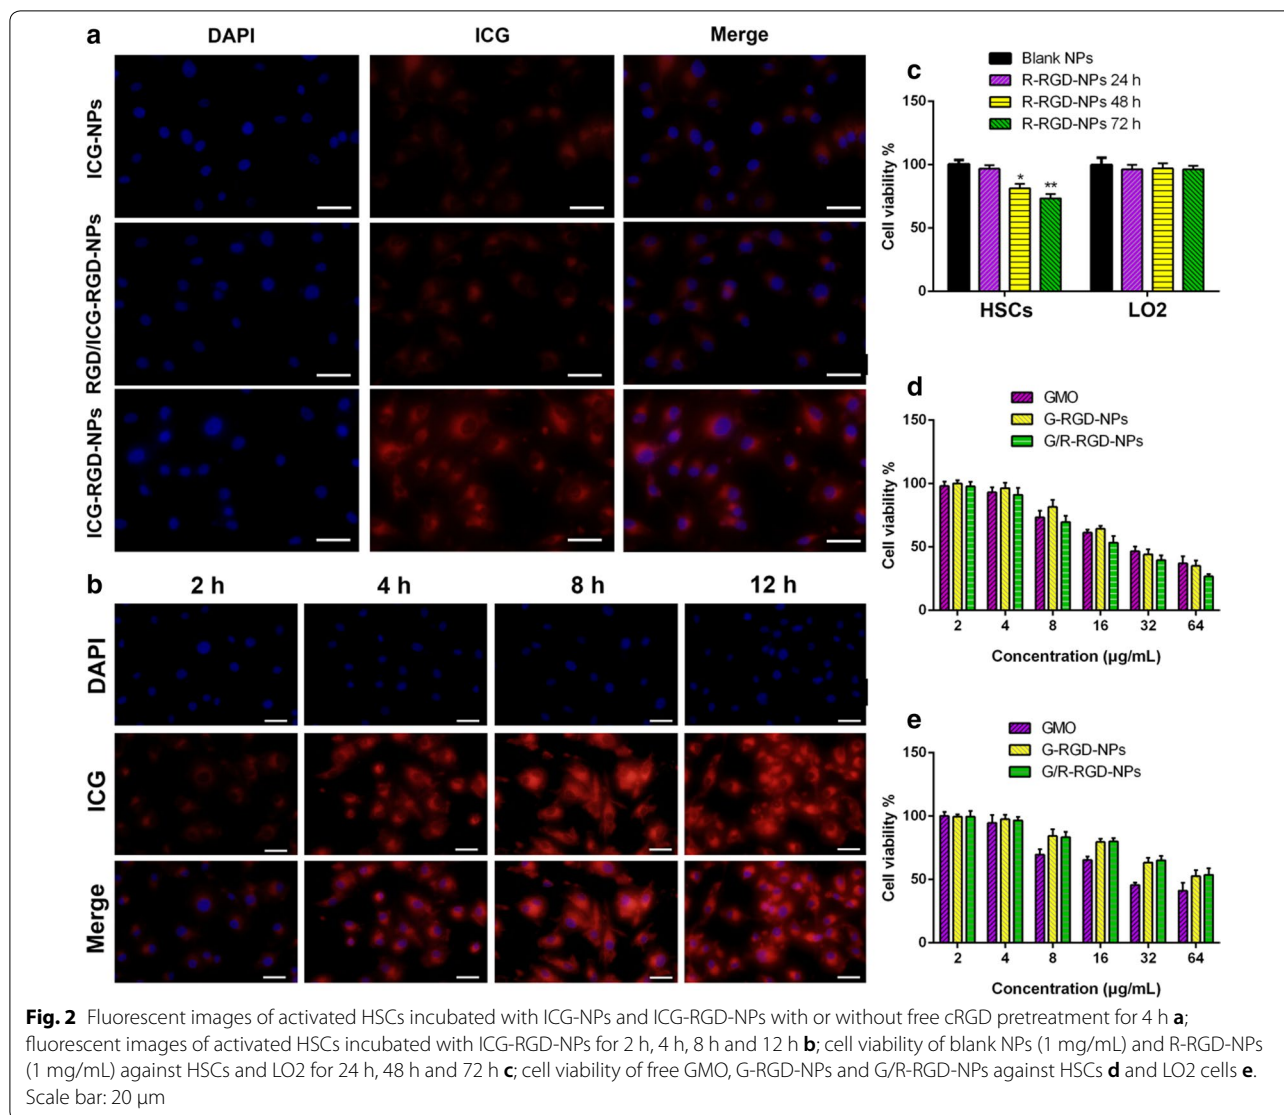 a
DAPI
ICG
Merge
ICG-NPs
RGD/ICG-RGD-NPs
ICG-RGD-NPs
b
2 h
4 h
8 h
12 h
DAPI
ICG
Merge
c
Blank NPs
R-RGD-NPs 24 h
R-RGD-NPs 48 h
R-RGD-NPs 72 h
Cell viability %
150
100
50
0
*
**
HSCs
LO2
d
GMO
G-RGD-NPs
G/R-RGD-NPs
Cell viability %
150
100
50
0
2 4 8 16 32 64
Concentration (µg/mL)
e
GMO
G-RGD-NPs
G/R-RGD-NPs
Cell viability %
150
100
50
0
2 4 8 16 32 64
Concentration (µg/mL)
Fig. 2 Fluorescent images of activated HSCs incubated with ICG-NPs and ICG-RGD-NPs with or without free cRGD pretreatment for 4 h a;
fluorescent images of activated HSCs incubated with ICG-RGD-NPs for 2 h, 4 h, 8 h and 12 h b; cell viability of blank NPs (1 mg/mL) and R-RGD-NPs
(1 mg/mL) against HSCs and LO2 for 24 h, 48 h and 72 h c; cell viability of free GMO, G-RGD-NPs and G/R-RGD-NPs against HSCs d and LO2 cells e.
Scale bar: 20 µm